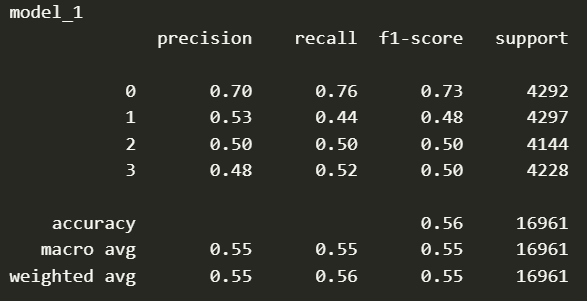 model_1
precision recall f1-score support
0 0.70 0.76 0.73 4292
1 0.53 0.44 0.48 4297
2 0.50 0.50 0.50 4144
3 0.48 0.52 0.50 4228
accuracy 0.56 16961
macro avg 0.55 0.55 0.55 16961
weighted avg 0.55 0.56 0.55 16961